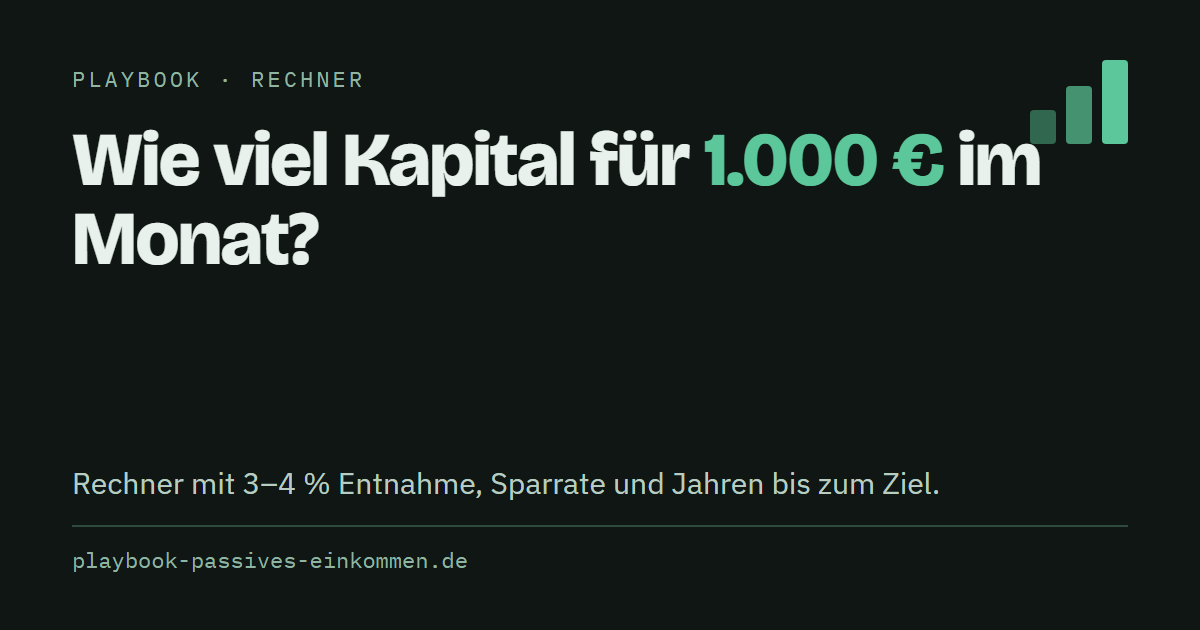 PLAYBOOK · RECHNER
Wie viel Kapital für 1.000 € im
Monat?
Rechner mit 3–4 % Entnahme, Sparrate und Jahren bis zum Ziel.
playbook-passives-einkommen.de